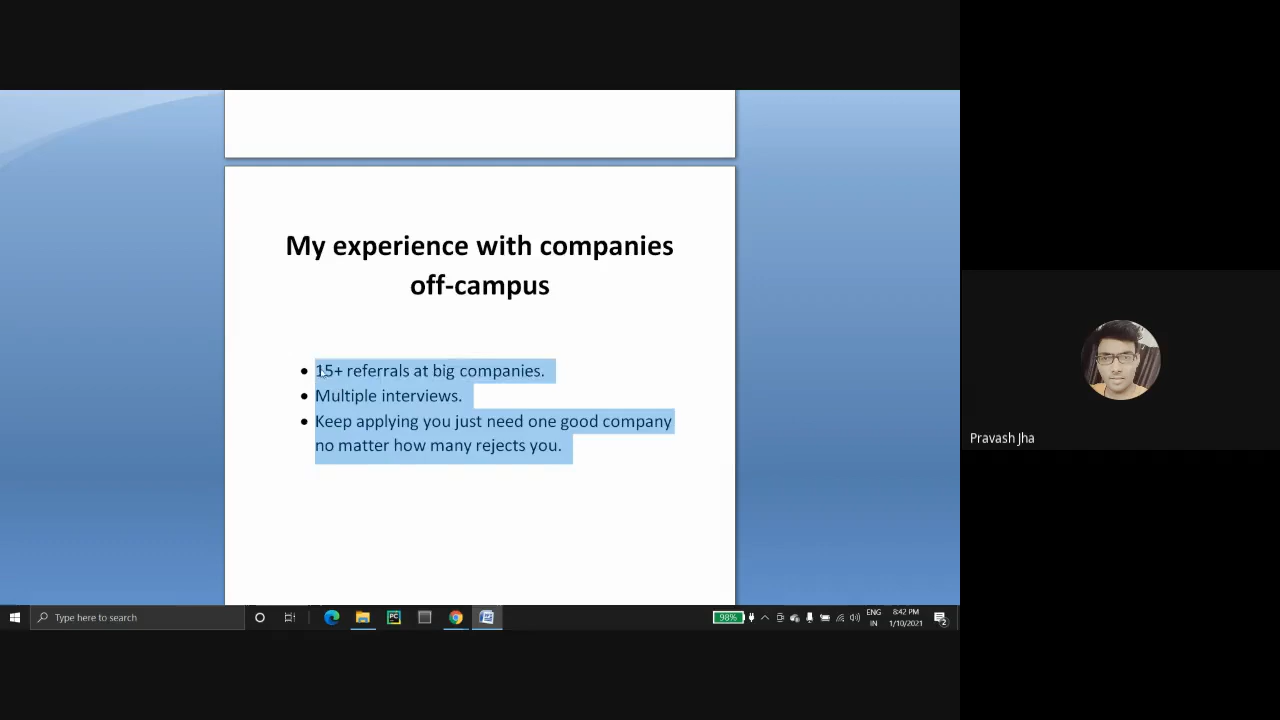 My experience with companies
off-campus
• 15+ referrals at big companies.
• Multiple interviews.
• Keep applying you just need one good company
no matter how many rejects you.
Pravash Jha
Type here to search
PC
98%
ENG
IN
8:42 PM
1/10/2021
2